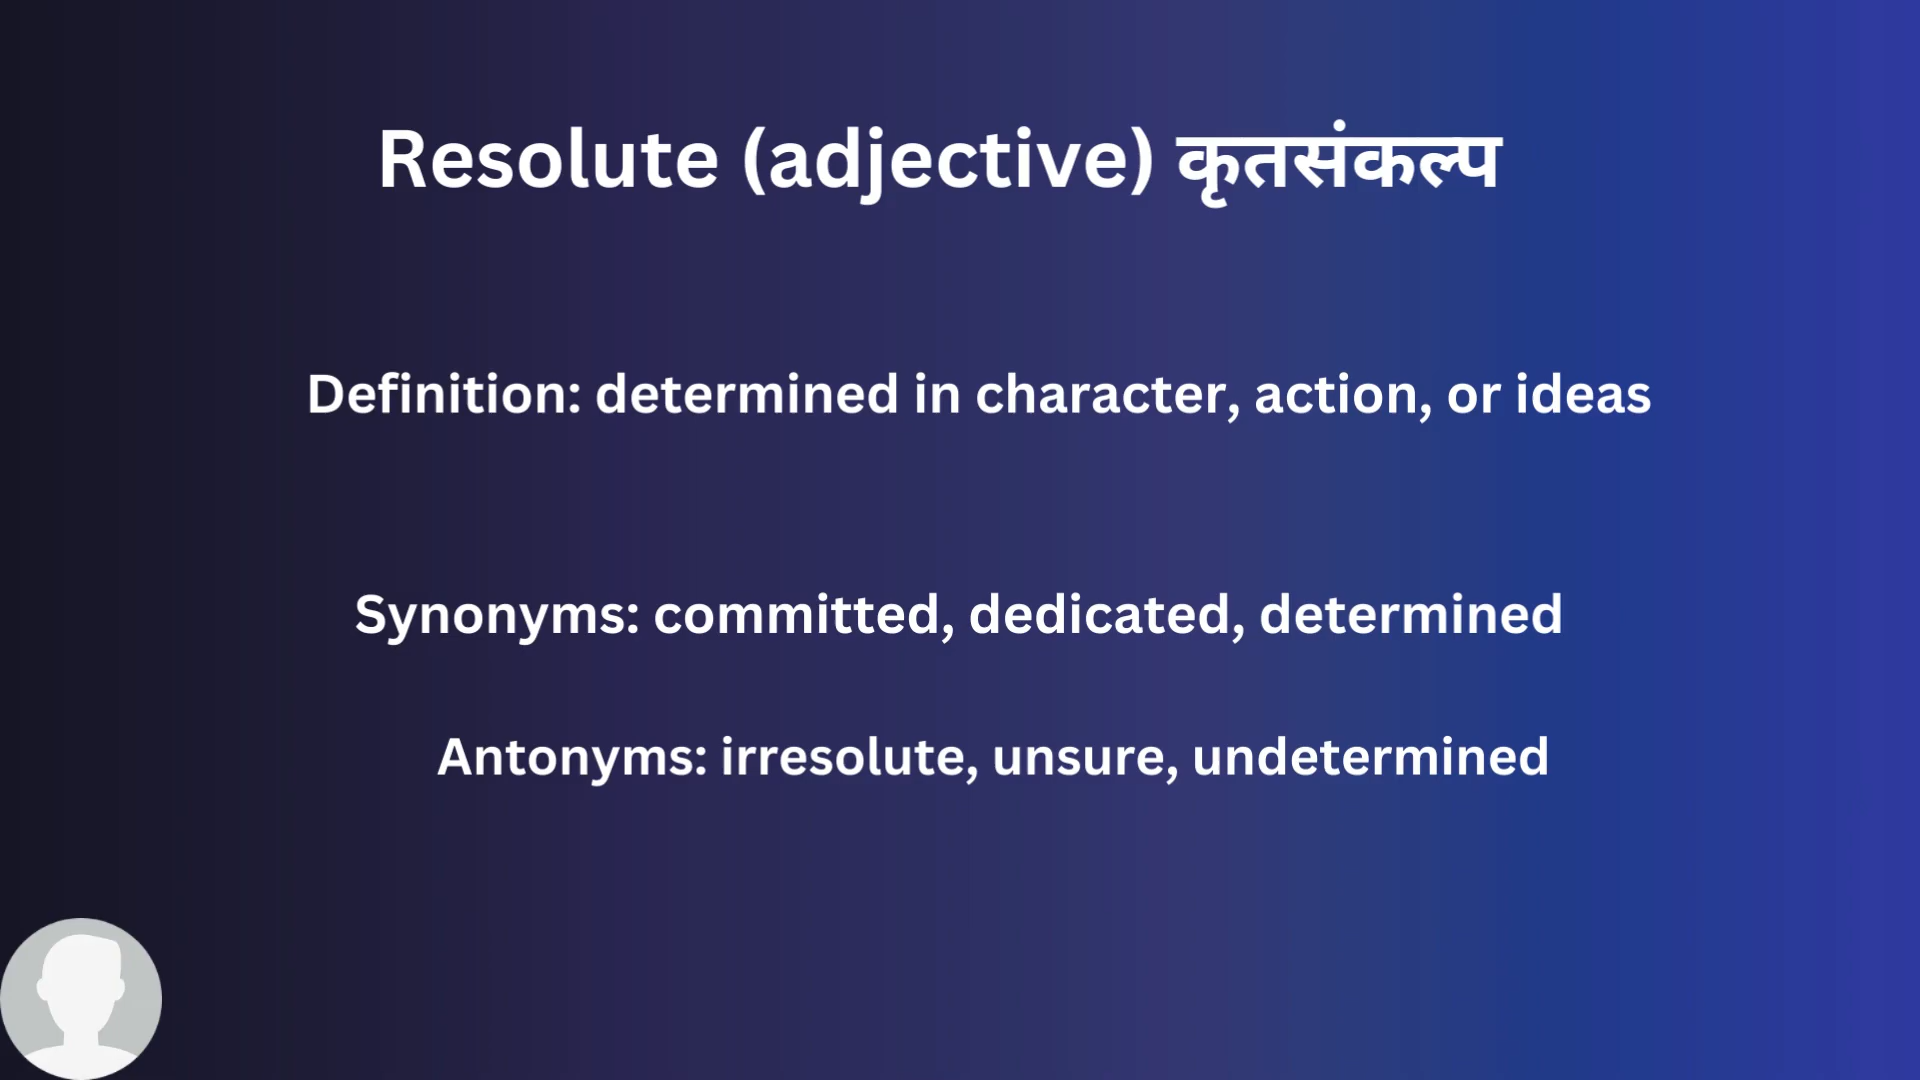 Resolute (adjective) कृतसंकल्प
Definition: determined in character, action, or ideas
Synonyms: committed, dedicated, determined
Antonyms: irresolute, unsure, undetermined